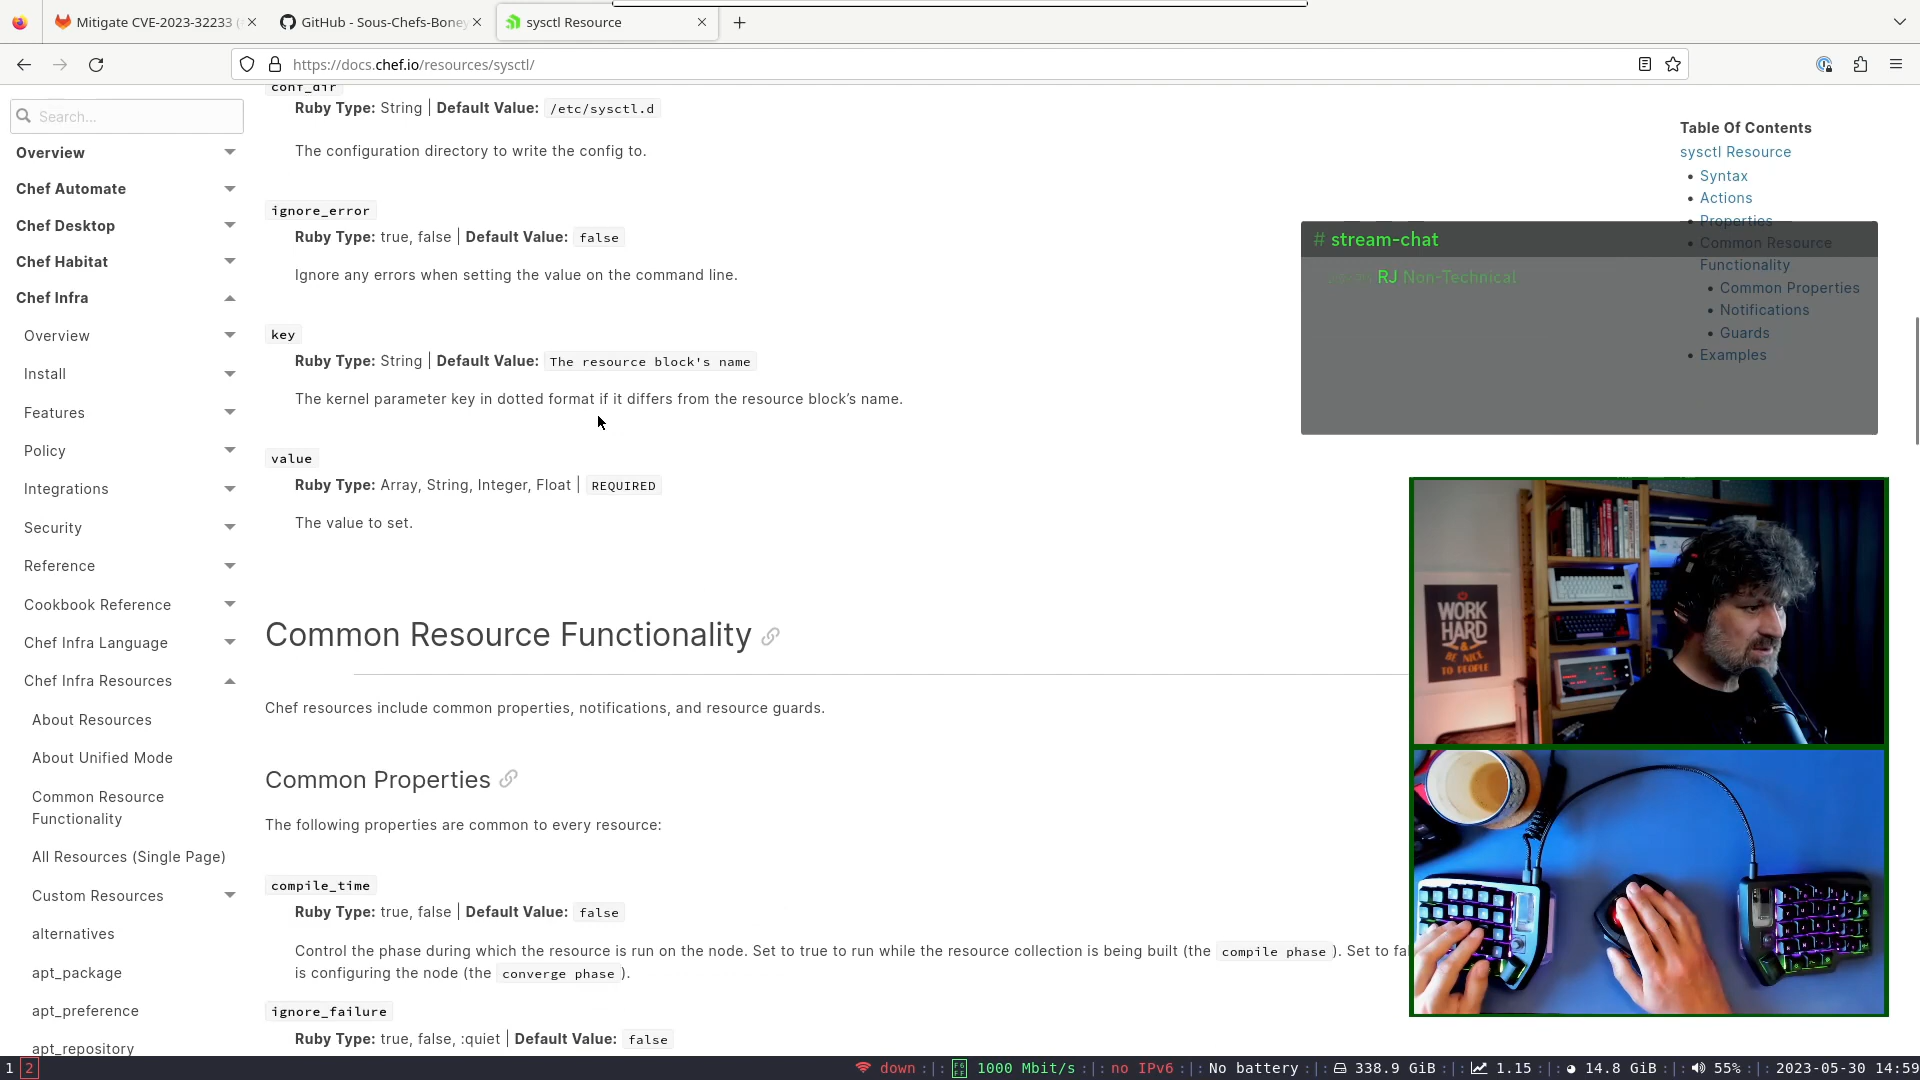 Mitigate CVE-2023-32233
GitHub - Sous-Chefs-Boney
sysctl Resource
https://docs.chef.io/resources/sysctl/
Search...
Overview
Chef Automate
Chef Desktop
Chef Habitat
Chef Infra
Overview
Install
Features
Policy
Integrations
Security
Reference
Cookbook Reference
Chef Infra Language
Chef Infra Resources
About Resources
About Unified Mode
Common Resource
Functionality
All Resources (Single Page)
Custom Resources
alternatives
apt_package
apt_preference
apt_repository
conf_dir
Ruby Type: String | Default Value: /etc/sysctl.d
The configuration directory to write the config to.
ignore_error
Ruby Type: true, false | Default Value: false
Ignore any errors when setting the value on the command line.
key
Ruby Type: String | Default Value: The resource block's name
The kernel parameter key in dotted format if it differs from the resource block’s name.
value
Ruby Type: Array, String, Integer, Float | REQUIRED
The value to set.
Common Resource Functionality
Chef resources include common properties, notifications, and resource guards.
Common Properties
The following properties are common to every resource:
compile_time
Ruby Type: true, false | Default Value: false
Control the phase during which the resource is run on the node. Set to true to run while the resource collection is being built (the compile phase). Set to fal
is configuring the node (the converge phase).
ignore_failure
Ruby Type: true, false, :quiet | Default Value: false
Table Of Contents
sysctl Resource
• Syntax
• Actions
• Properties
• Common Resource
Functionality
• Common Properties
• Notifications
• Guards
• Examples
# stream-chat
RJ Non-Technical
WORK
HARD
&
BE NICE
TO PEOPLE
1 2
down :|: 1000 Mbit/s :|: no IPv6 :|: No battery :|: 338.9 GiB :|: 1.15 :|: 14.8 GiB :|: 55% :|: 2023-05-30 14:59